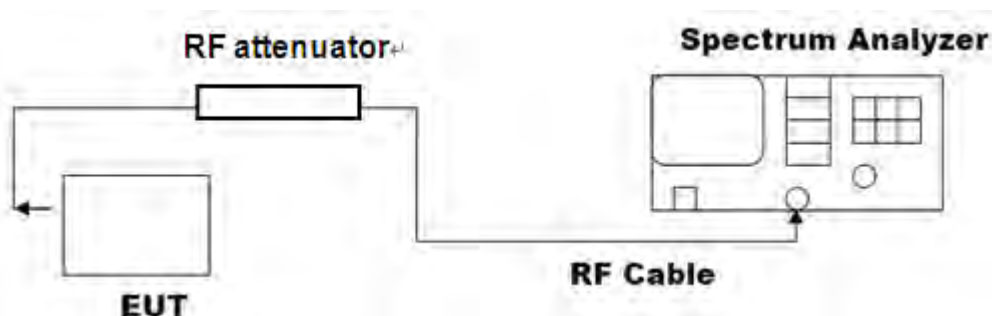 RF attenuator↵
Spectrum Analyzer
RF Cable
EUT